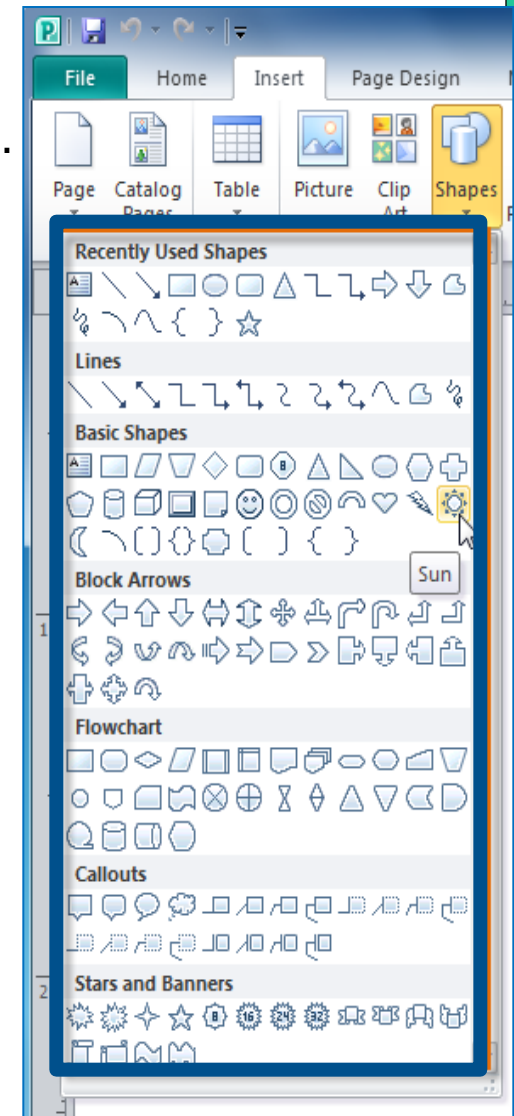 P
File Home Insert Page Design
.
Page Catalog Pages Table Picture Clip Art Shapes
Recently Used Shapes
Lines
Basic Shapes
Sun
Block Arrows
1
Flowchart
Callouts
2
Stars and Banners
8 16 24 32